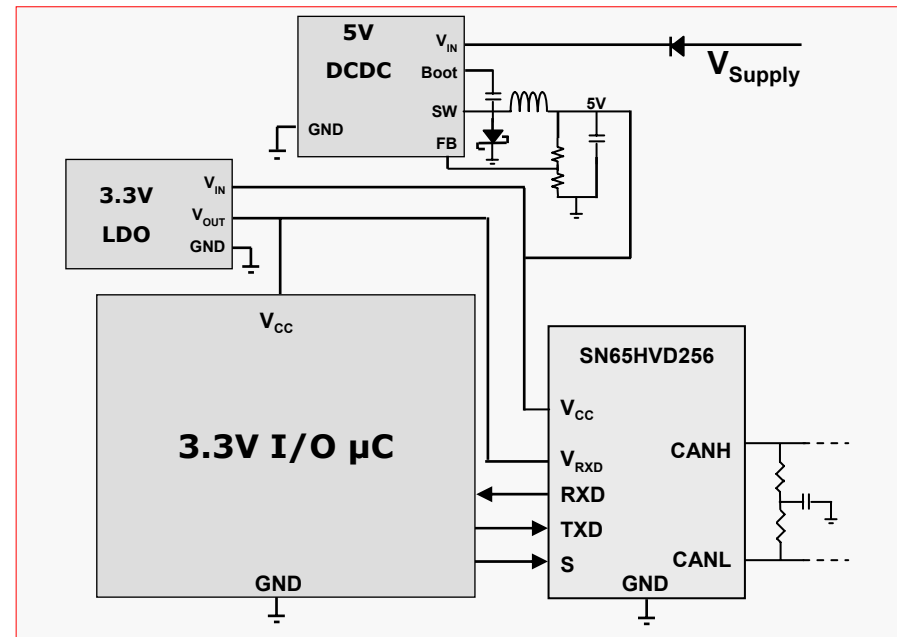 5V
DCDC
VIN
Boot
SW
FB
GND
VSupply
5V
3.3V
LDO
VIN
VOUT
GND
VCC
3.3V I/O µC
GND
SN65HVD256
VCC
VRXD
RXD
TXD
S
CANH
CANL
GND